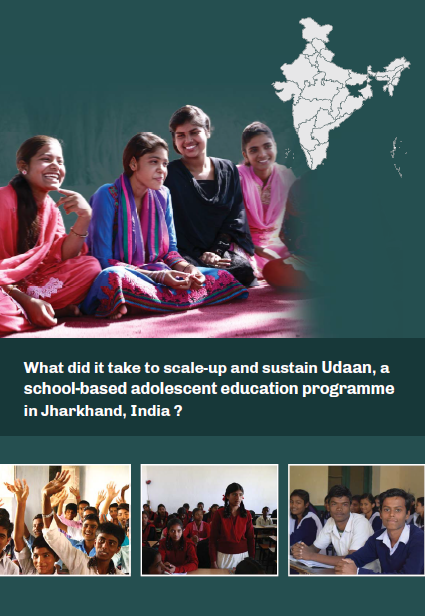 What did it take to scale-up and sustain Udaan, a
school-based adolescent education programme
in Jharkhand, India ?